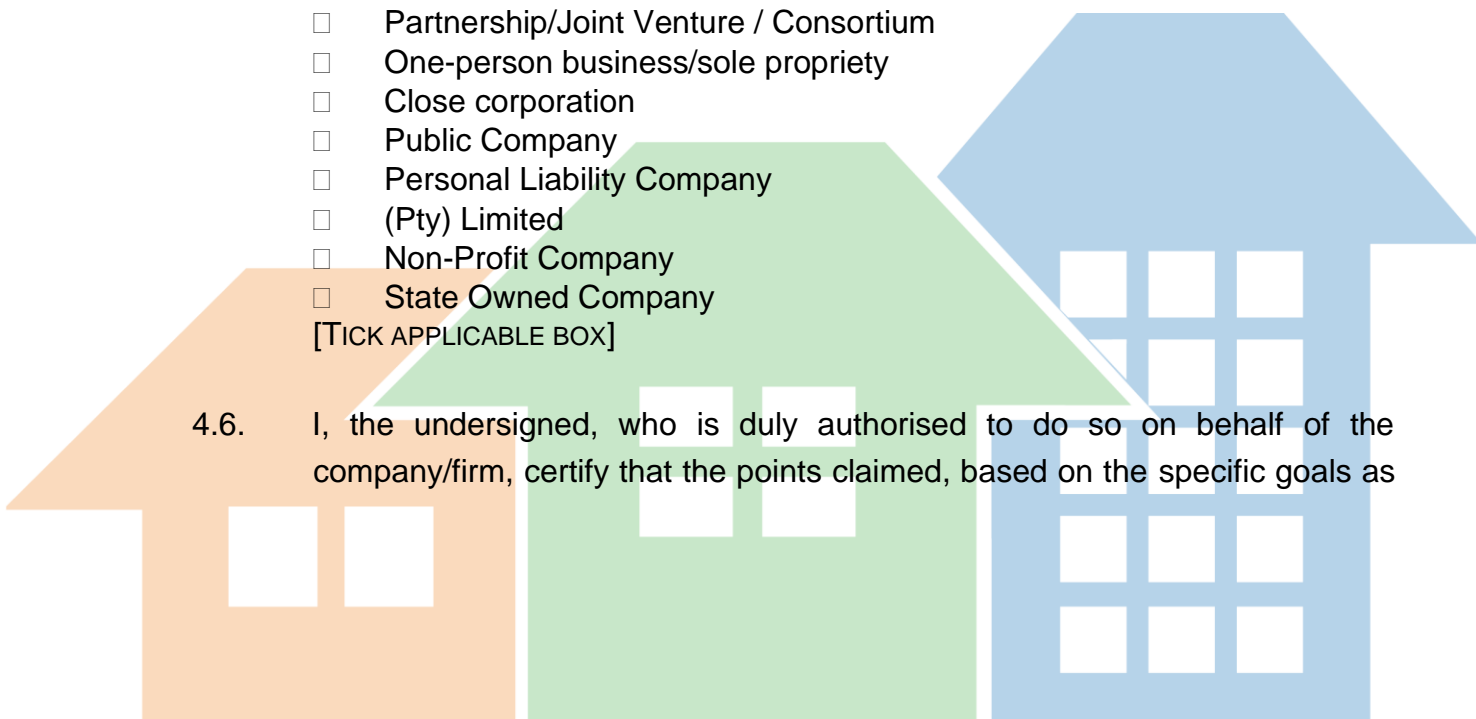 ☐ Partnership/Joint Venture / Consortium
☐ One-person business/sole propriety
☐ Close corporation
☐ Public Company
☐ Personal Liability Company
☐ (Pty) Limited
☐ Non-Profit Company
☐ State Owned Company
[TICK APPLICABLE BOX]
4.6. I, the undersigned, who is duly authorised to do so on behalf of the
company/firm, certify that the points claimed, based on the specific goals as